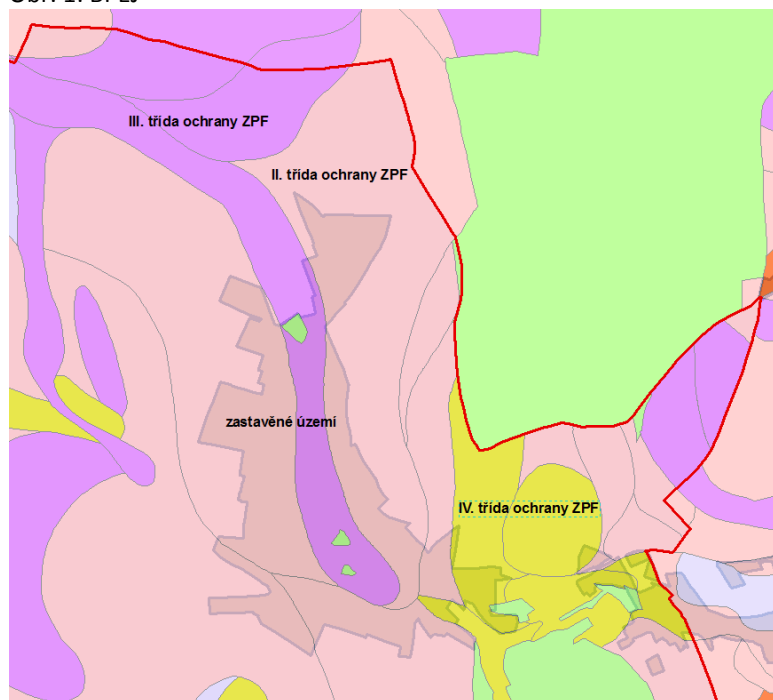 III. třída ochrany ZPF
II. třída ochrany ZPF
zastavěné území
IV. třída ochrany ZPF